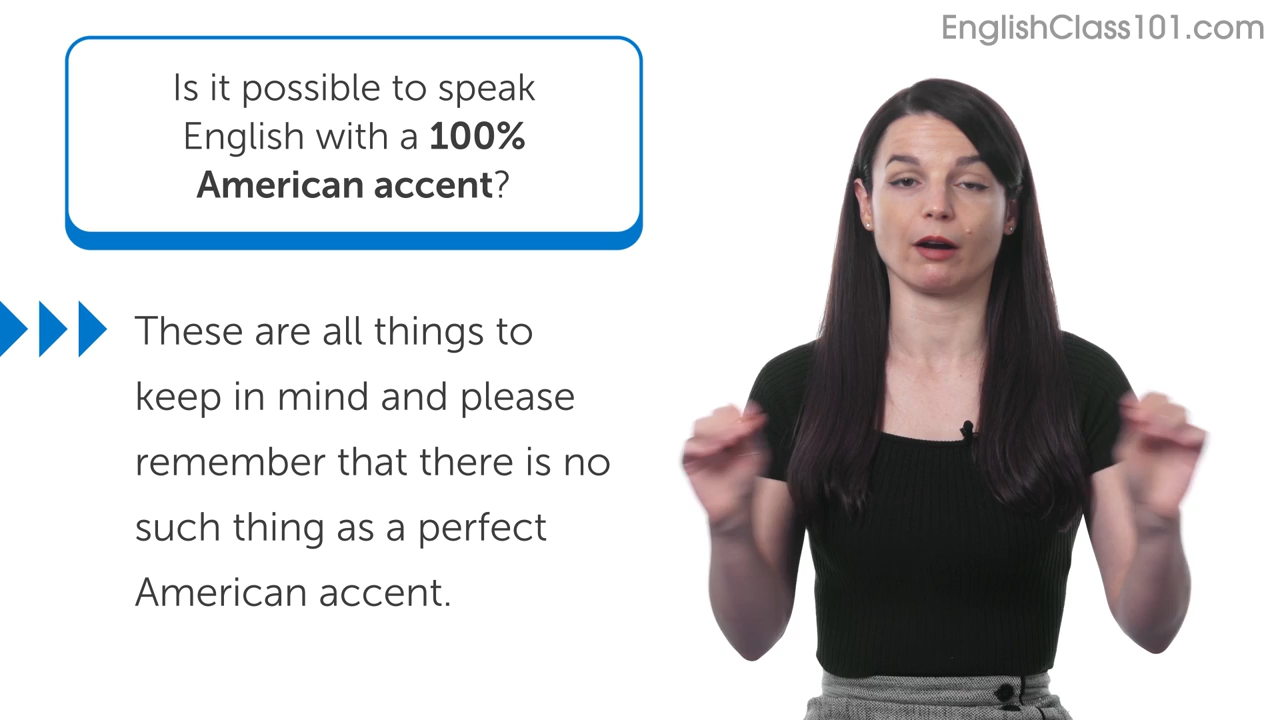 EnglishClass101.com
Is it possible to speak
English with a 100%
American accent?
These are all things to
keep in mind and please
remember that there is no
such thing as a perfect
American accent.